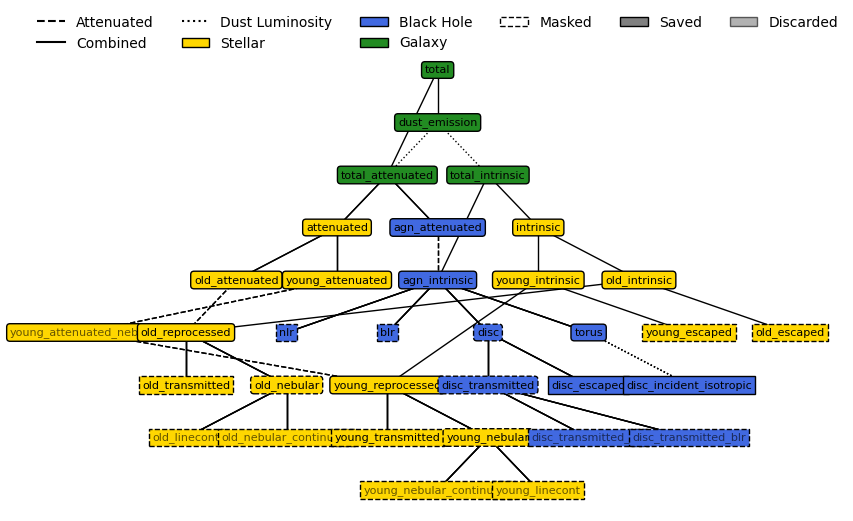 Attenuated Dust Luminosity Black Hole Masked Saved Discarded
Combined Stellar Galaxy
total
dust_emission
total_attenuated total_intrinsic
attenuated agn_attenuated intrinsic
old_attenuated young_attenuated agn_intrinsic young_intrinsic old_intrinsic
young_attenuated_neb old_reprocessed nlr blr disc torus young_escaped old_escaped
old_transmitted old_nebular young_reprocessed disc_transmitted disc_escaped disc_incident_isotropic
old_linecont old_nebular_continuum young_transmitted young_nebular disc_transmitted disc_transmitted_blr
young_nebular_continuum young_linecont